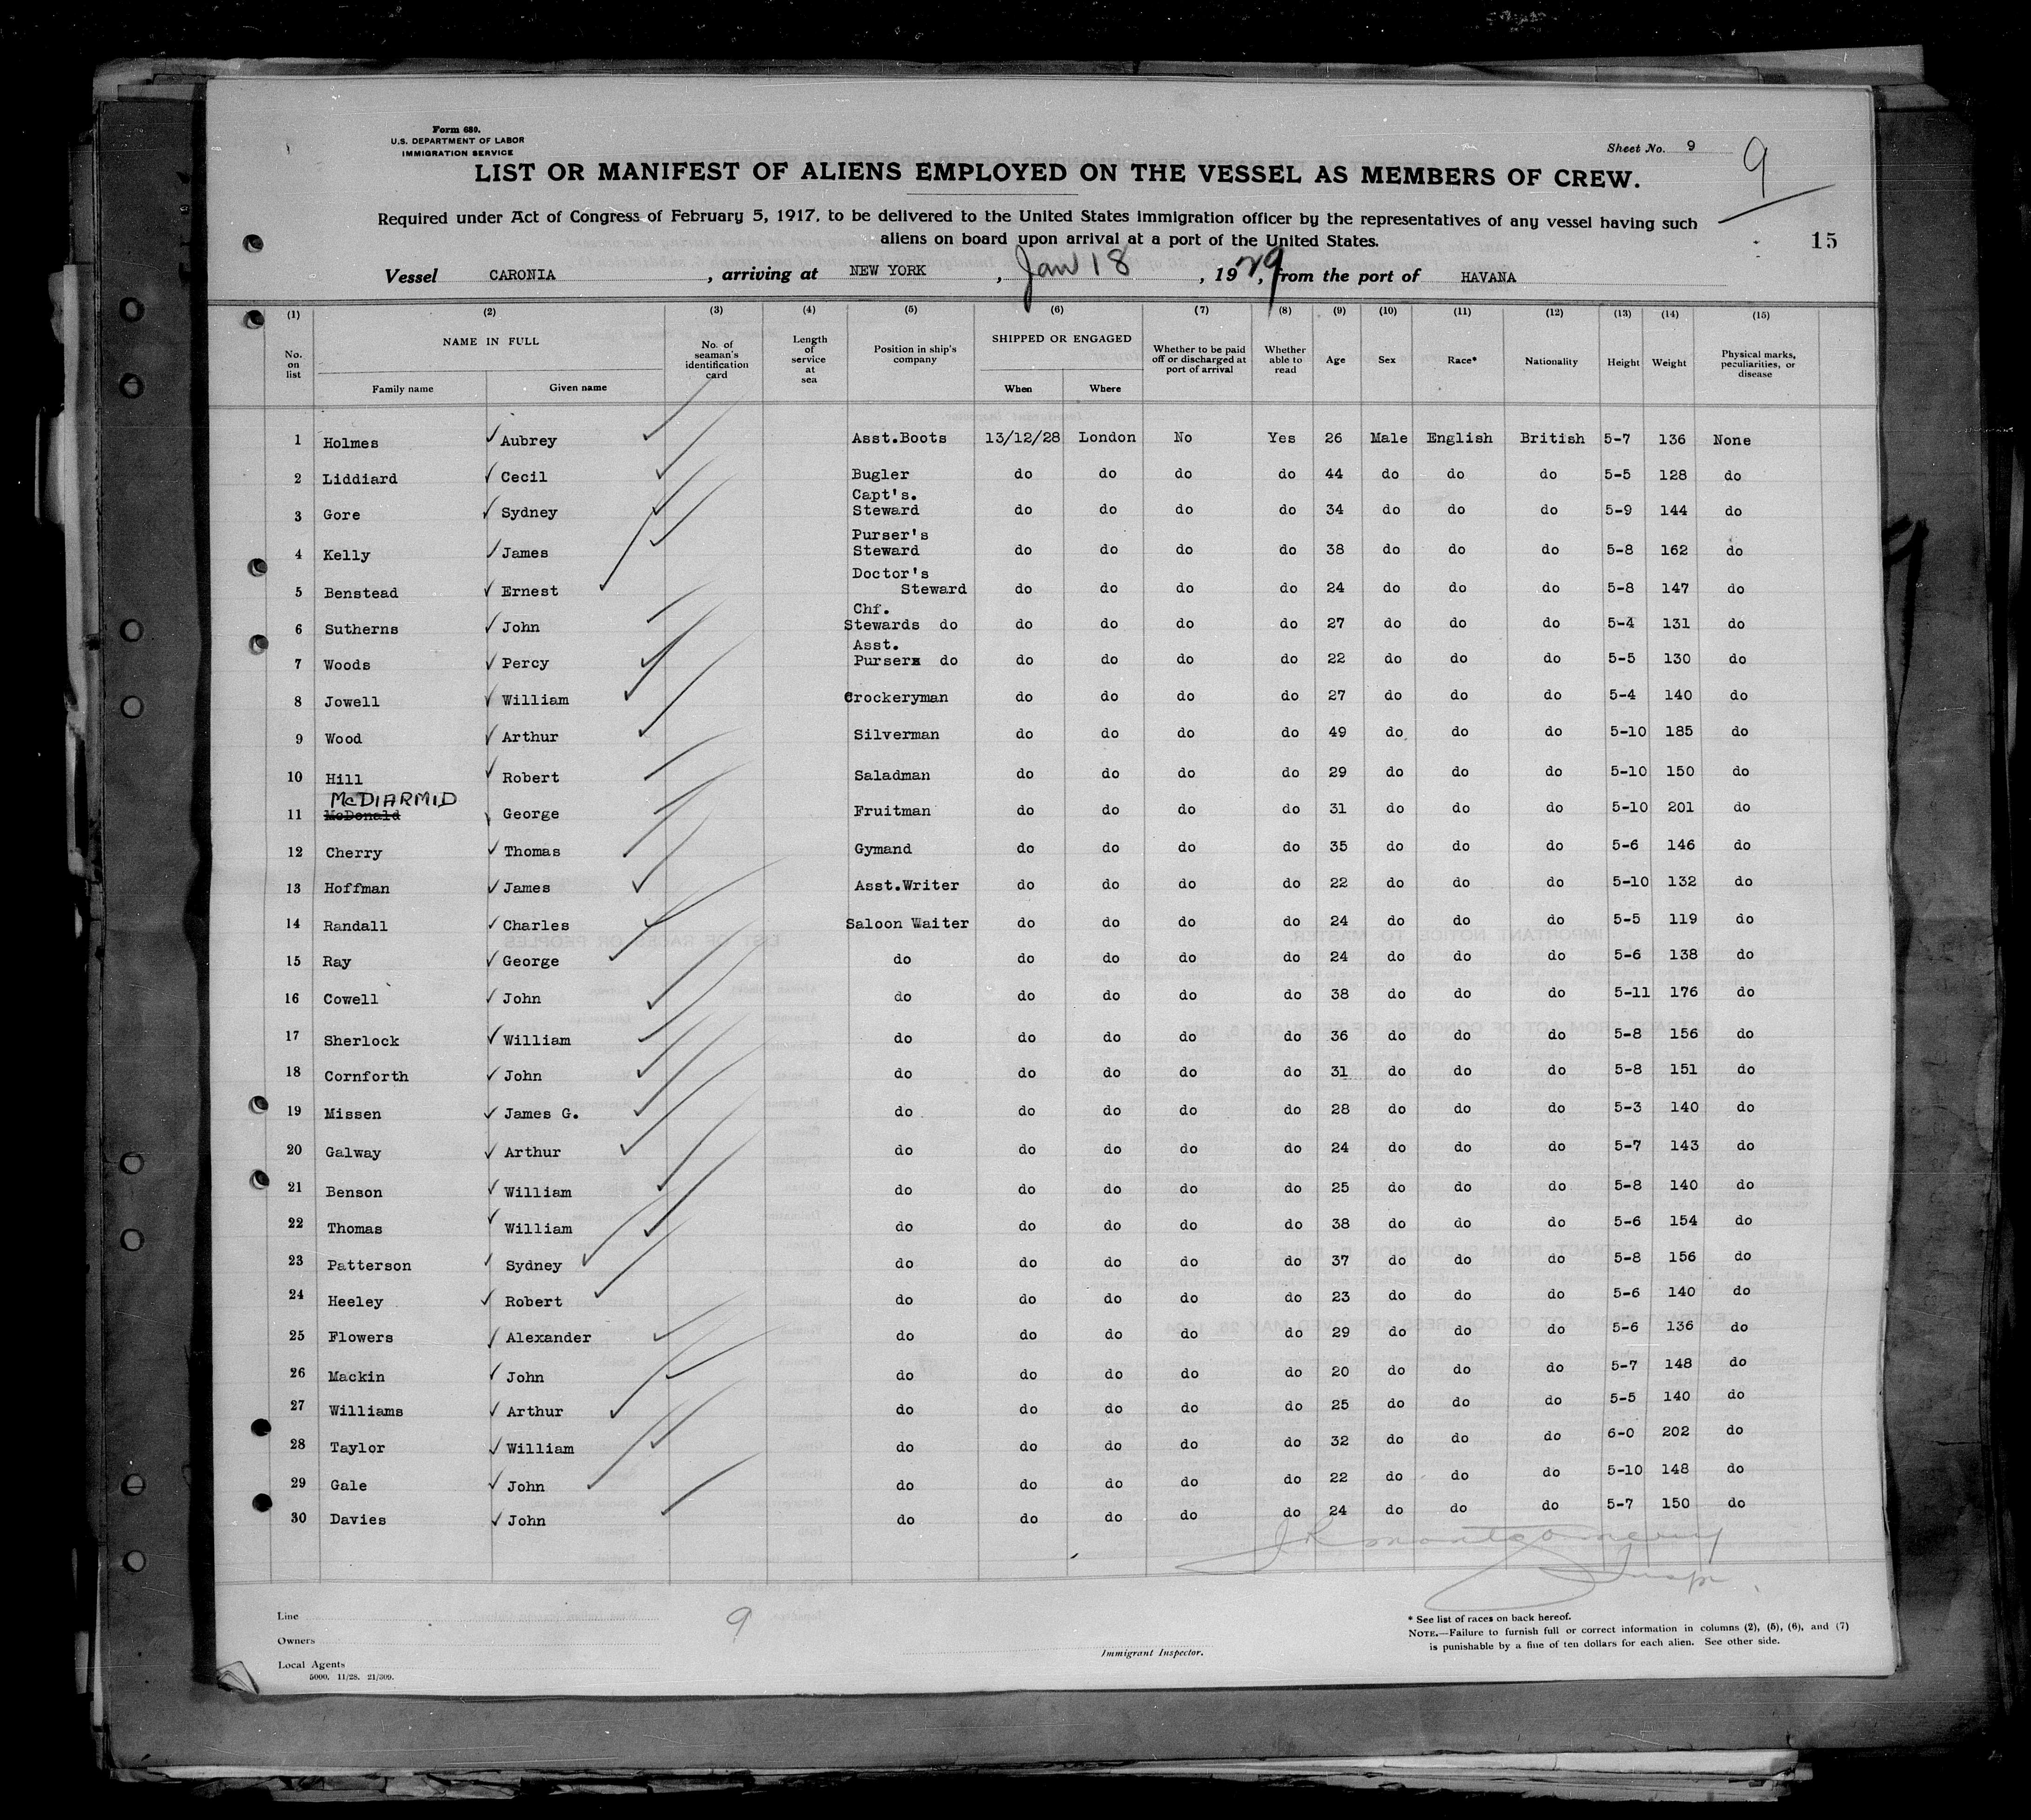 Form 680.
U.S. DEPARTMENT OF LABOR
IMMIGRATION SERVICE
Sheet No. 9
9
LIST OR MANIFEST OF ALIENS EMPLOYED ON THE VESSEL AS MEMBERS OF CREW.
Required under Act of Congress of February 5, 1917, to be delivered to the United States immigration officer by the representatives of any vessel having such
aliens on board upon arrival at a port of the United States.
15
Vessel CARONIA, arriving at NEW YORK, Jan 18, 1929, from the port of HAVANA
(1) (2) (3) (4) (5) (6) (7) (8) (9) (10) (11) (12) (13) (14) (15)
No. on list NAME IN FULL Family name Given name No. of seaman's identification card Length of service at sea Position in ship's company SHIPPED OR ENGAGED When Where Whether to be paid off or discharged at port of arrival Whether able to read Age Sex Race* Nationality Height Weight Physical marks, peculiarities, or disease
1 Holmes Aubrey Asst.Boots 13/12/28 London No Yes 26 Male English British 5-7 136 None
2 Liddiard Cecil Bugler do do do do 44 do do do 5-5 128 do
3 Gore Sydney Capt's. Steward do do do do 34 do do do 5-9 144 do
4 Kelly James Purser's Steward do do do do 38 do do do 5-8 162 do
5 Benstead Ernest Doctor's Steward do do do do 24 do do do 5-8 147 do
6 Sutherns John Chf. Stewards do do do do do 27 do do do 5-4 131 do
7 Woods Percy Asst. Purserx do do do do do 22 do do do 5-5 130 do
8 Jowell William Crockeryman do do do do 27 do do do 5-4 140 do
9 Wood Arthur Silverman do do do do 49 do do do 5-10 185 do
10 Hill Robert Saladman do do do do 29 do do do 5-10 150 do
McDIARMID
11 McDonald George Fruitman do do do do 31 do do do 5-10 201 do
12 Cherry Thomas Gymand do do do do 35 do do do 5-6 146 do
13 Hoffman James Asst.Writer do do do do 22 do do do 5-10 132 do
14 Randall Charles Saloon Waiter do do do do 24 do do do 5-5 119 do
15 Ray George do do do do do 24 do do do 5-6 138 do
16 Cowell John do do do do do 38 do do do 5-11 176 do
17 Sherlock William do do do do do 36 do do do 5-8 156 do
18 Cornforth John do do do do do 31 do do do 5-8 151 do
19 Missen James G. do do do do do 28 do do do 5-3 140 do
20 Galway Arthur do do do do do 24 do do do 5-7 143 do
21 Benson William do do do do do 25 do do do 5-8 140 do
22 Thomas William do do do do do 38 do do do 5-6 154 do
23 Patterson Sydney do do do do do 37 do do do 5-8 156 do
24 Heeley Robert do do do do do 23 do do do 5-6 140 do
25 Flowers Alexander do do do do do 29 do do do 5-6 136 do
26 Mackin John do do do do do 20 do do do 5-7 148 do
27 Williams Arthur do do do do do 25 do do do 5-5 140 do
28 Taylor William do do do do do 32 do do do 6-0 202 do
29 Gale John do do do do do 22 do do do 5-10 148 do
30 Davies John do do do do do 24 do do do 5-7 150 do
JR Montgomery
Insp.
Line
Owners
Local Agents
5000. 11/28. 21/309.
9
Immigrant Inspector.
* See list of races on back hereof.
NOTE.—Failure to furnish full or correct information in columns (2), (5), (6), and (7)
is punishable by a fine of ten dollars for each alien. See other side.